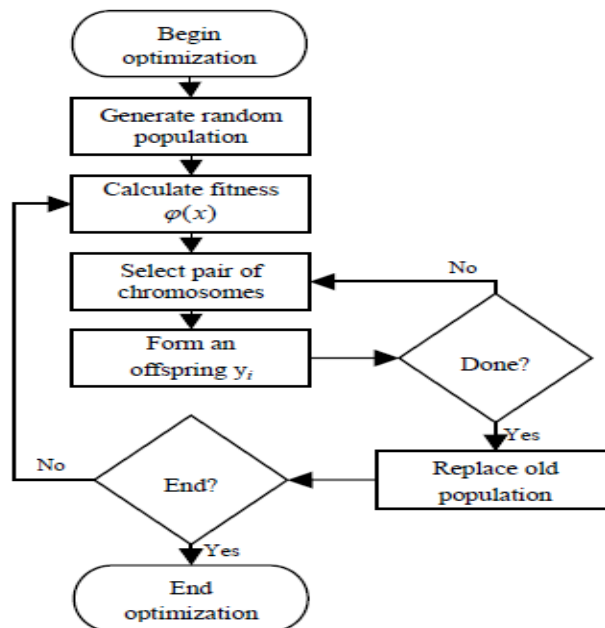 Begin
optimization
Generate random
population
Calculate fitness
φ(x)
Select pair of
chromosomes
No
Form an
offspring yᵢ
Done?
Yes
Replace old
population
No
End?
Yes
End
optimization